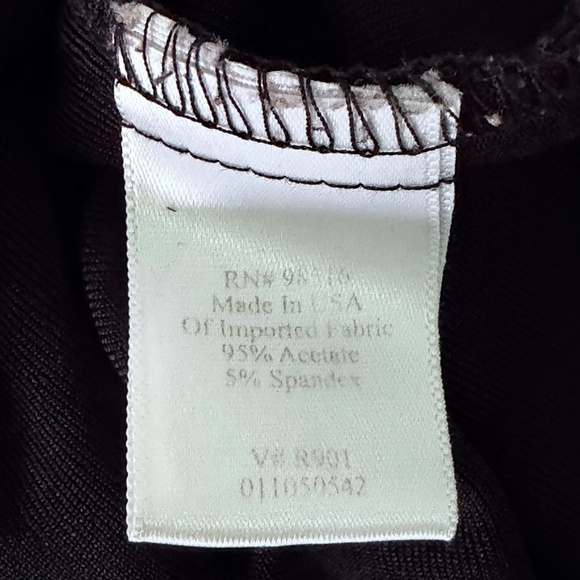 RN#
Made In USA
Of Imported Fabric
95% Acetate
5% Spandex
V# R901
011050542